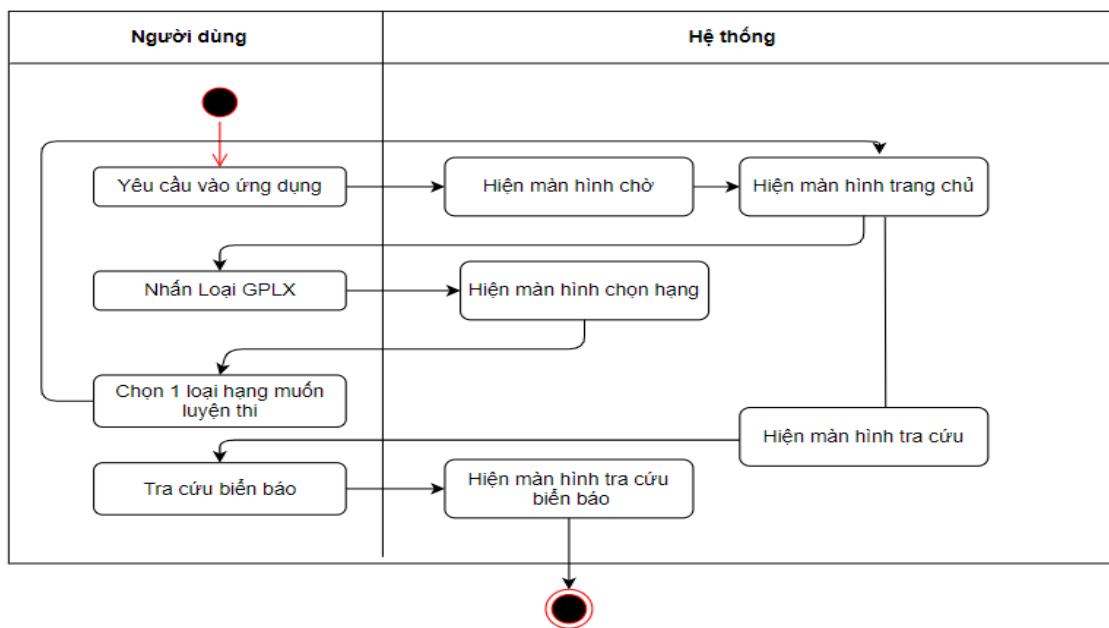 Người dùng
Hệ thống
Yêu cầu vào ứng dụng
Hiện màn hình chờ
Hiện màn hình trang chủ
Nhấn Loại GPLX
Hiện màn hình chọn hạng
Chọn 1 loại hạng muốn
luyện thi
Hiện màn hình tra cứu
Tra cứu biển báo
Hiện màn hình tra cứu
biển báo